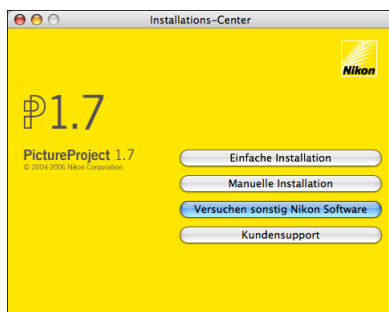 Installations-Center
Nikon
P1.7
PictureProject 1.7
© 2004-2006 Nikon Corporation.
Einfache Installation
Manuelle Installation
Versuchen sonstig Nikon Software
Kundensupport